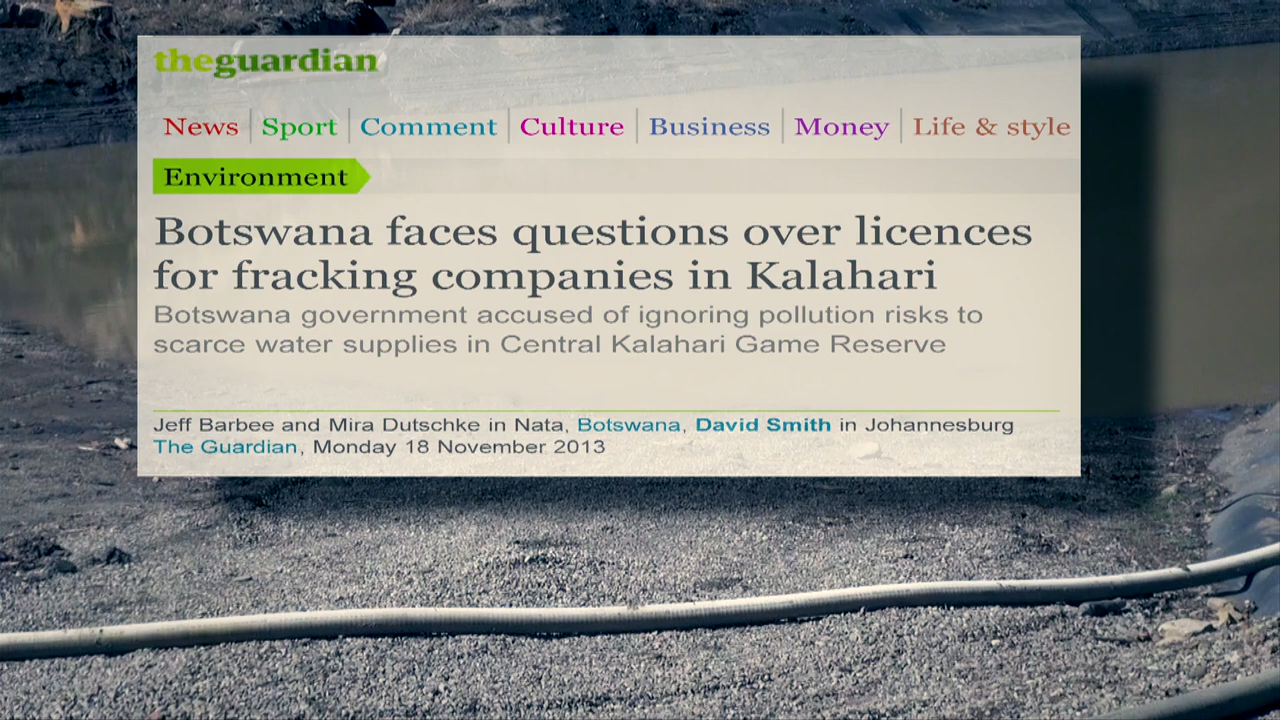 theguardian
News Sport Comment Culture Business Money Life & style
Environment
Botswana faces questions over licences
for fracking companies in Kalahari
Botswana government accused of ignoring pollution risks to
scarce water supplies in Central Kalahari Game Reserve
Jeff Barbee and Mira Dutschke in Nata, Botswana, David Smith in Johannesburg
The Guardian, Monday 18 November 2013